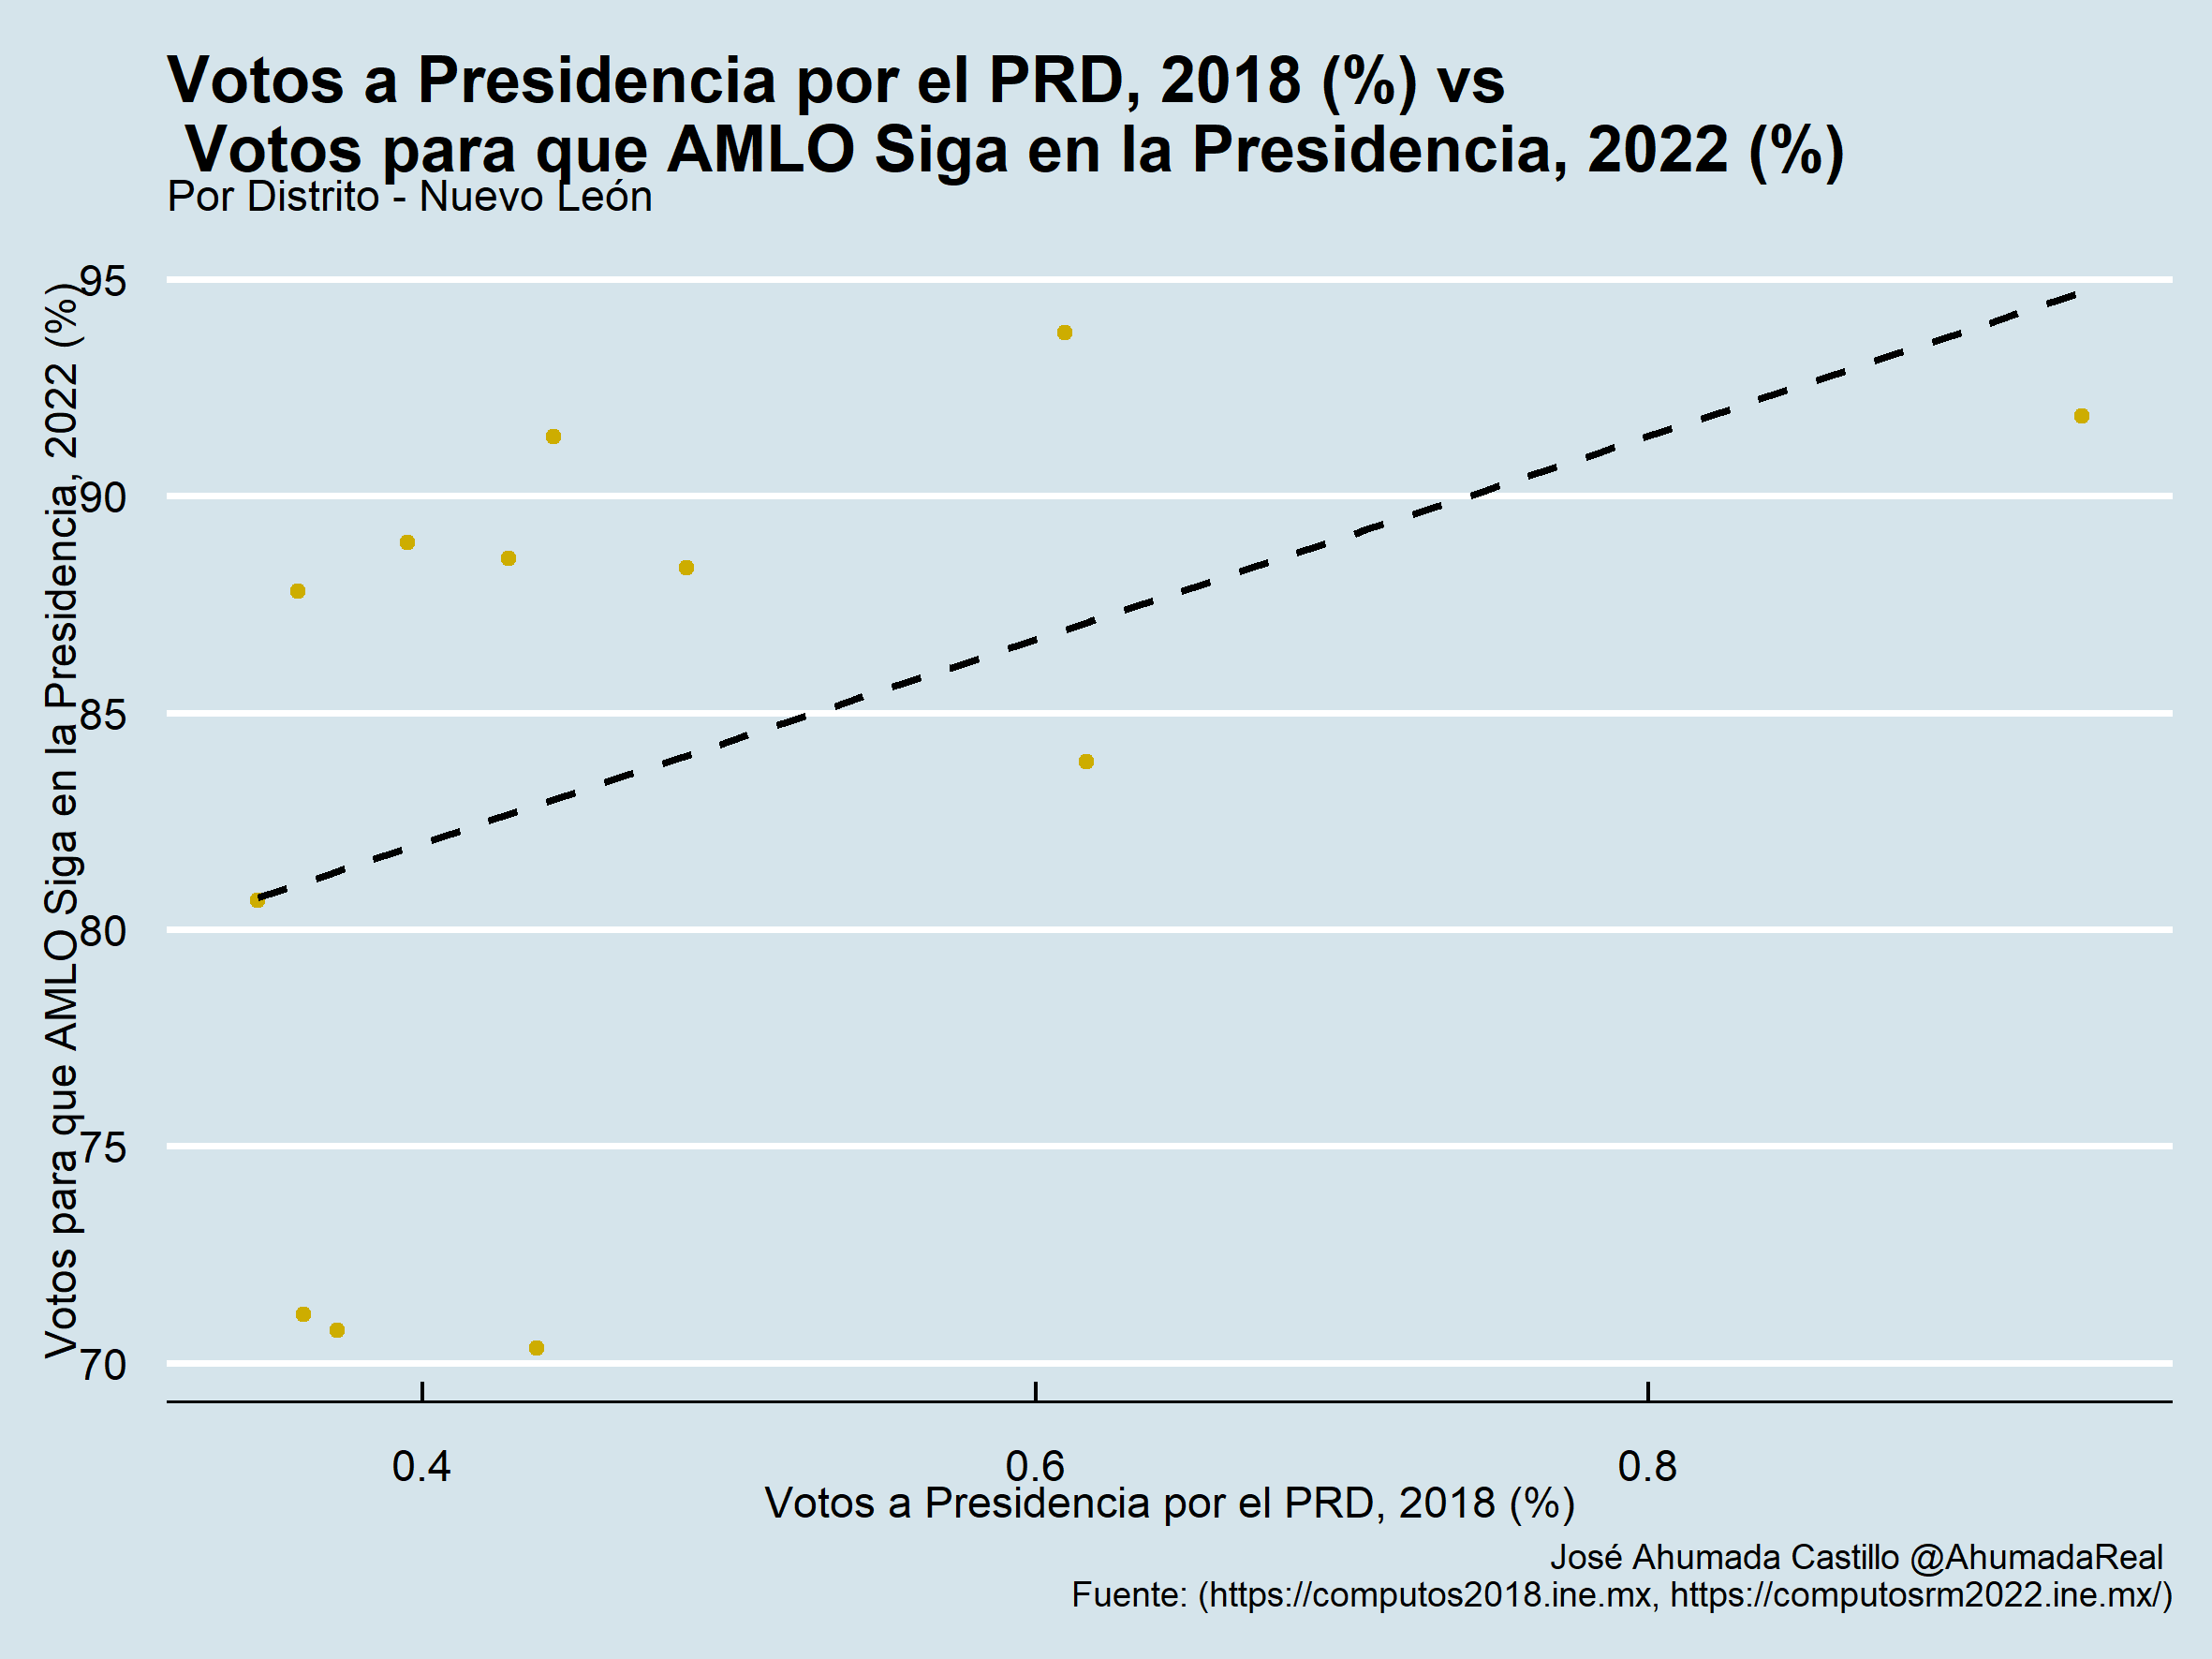 Votos a Presidencia por el PRD, 2018 (%) vs
Votos para que AMLO Siga en la Presidencia, 2022 (%)
Por Distrito - Nuevo León
Votos para que AMLO Siga en la Presidencia, 2022 (%)
95
90
85
80
75
70
0.4
0.6
0.8
Votos a Presidencia por el PRD, 2018 (%)
José Ahumada Castillo @AhumadaReal
Fuente: (https://computos2018.ine.mx, https://computosrm2022.ine.mx/)